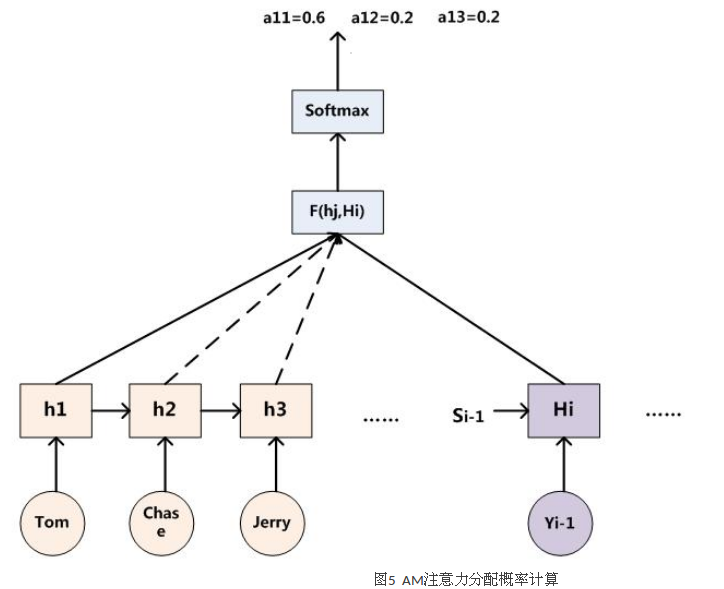 a11=0.6 a12=0.2 a13=0.2
Softmax
F(hj,Hi)
h1 h2 h3 …… Si-1 Hi ……
Tom Chas Jerry Yi-1
e
图5 AM注意力分配概率计算